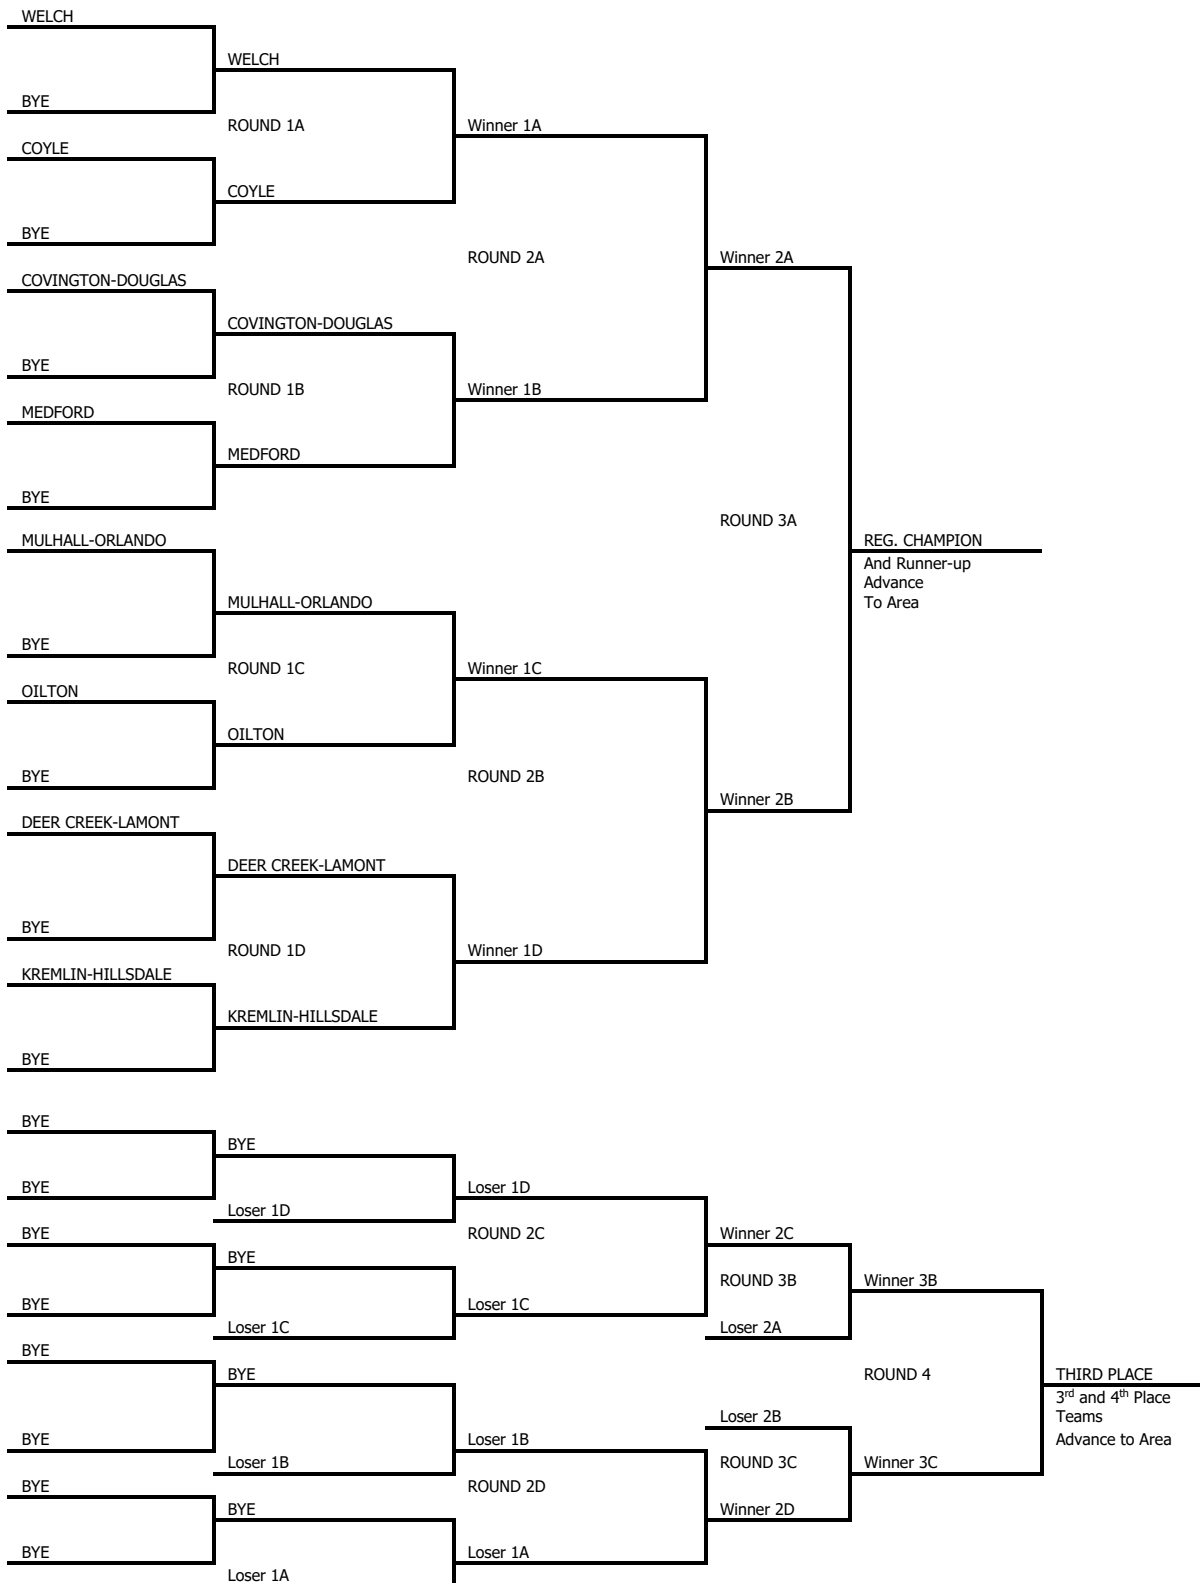 WELCH
WELCH
BYE
ROUND 1A
Winner 1A
COYLE
COYLE
BYE
ROUND 2A
Winner 2A
COVINGTON-DOUGLAS
COVINGTON-DOUGLAS
BYE
ROUND 1B
Winner 1B
MEDFORD
MEDFORD
BYE
ROUND 3A
MULHALL-ORLANDO
REG. CHAMPION
And Runner-up
Advance
To Area
MULHALL-ORLANDO
BYE
ROUND 1C
Winner 1C
OILTON
OILTON
BYE
ROUND 2B
Winner 2B
DEER CREEK-LAMONT
DEER CREEK-LAMONT
BYE
ROUND 1D
Winner 1D
KREMLIN-HILLSDALE
KREMLIN-HILLSDALE
BYE
BYE
BYE
BYE
Loser 1D
Loser 1D
BYE
ROUND 2C
Winner 2C
BYE
ROUND 3B
Winner 3B
BYE
Loser 1C
Loser 1C
Loser 2A
BYE
BYE
ROUND 4
THIRD PLACE
3rd and 4th Place
Teams
Advance to Area
Loser 2B
BYE
Loser 1B
Loser 1B
ROUND 3C
Winner 3C
BYE
ROUND 2D
BYE
Winner 2D
BYE
Loser 1A
Loser 1A